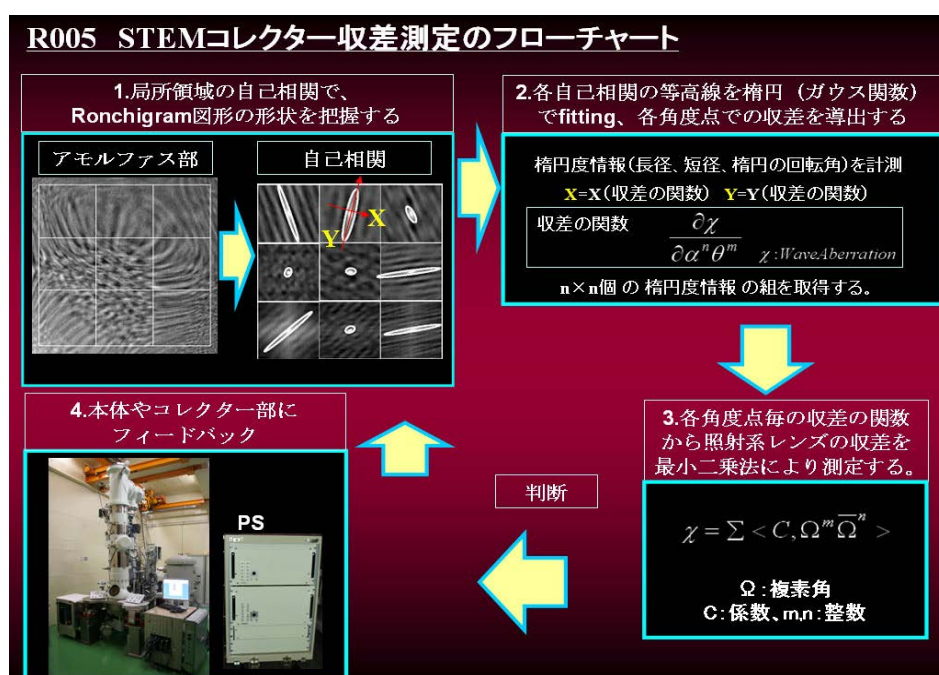 R005 STEMコレクター収差測定のフローチャート
1.局所領域の自己相関で、
Ronchigram図形の形状を把握する
アモルファス部
自己相関
X
Y
2.各自己相関の等高線を楕円（ガウス関数）
でfitting、各角度点での収差を導出する
楕円度情報(長径、短径、楕円の回転角)を計測
X=X(収差の関数) Y=Y(収差の関数)
収差の関数
∂χ
∂αⁿθᵐ χ:WaveAberration
n×n個 の 楕円度情報 の組を取得する。
3.各角度点毎の収差の関数
から照射系レンズの収差を
最小二乗法により測定する。
χ = Σ < C, Ωᵐ Ω̅ⁿ >
Ω:複素角
C:係数、m,n:整数
判断
4.本体やコレクター部に
フィードバック
PS